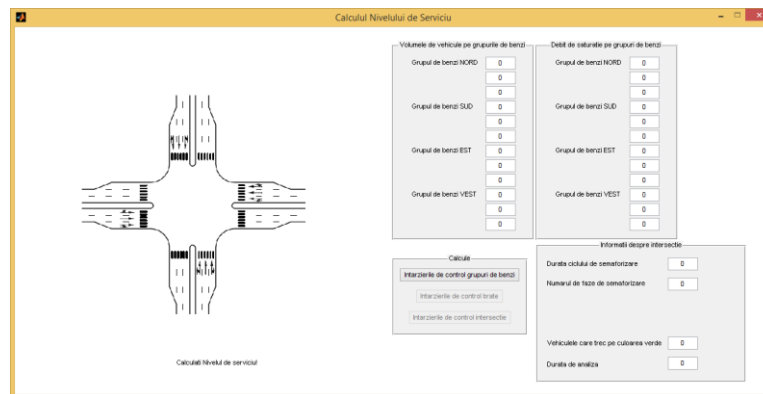 Calculul Nivelului de Serviciu
Volumele de vehicule pe grupurile de benzi
Grupul de benzi NORD 0
0
0
Grupul de benzi SUD 0
0
0
Grupul de benzi EST 0
0
0
Grupul de benzi VEST 0
0
0
Debit de saturatie pe grupuri de benzi
Grupul de benzi NORD 0
0
0
Grupul de benzi SUD 0
0
0
Grupul de benzi EST 0
0
0
Grupul de benzi VEST 0
0
0
Calcule
Intarzierile de control grupuri de benzi
Intarzierile de control brate
Intarzierile de control intersectie
Informatii despre intersectie
Durata ciclului de semaforizare 0
Numarul de faze de semaforizare 0
Vehiculele care trec pe culoarea verde 0
Durata de analiza 0
Calculati Nivelul de serviciu!